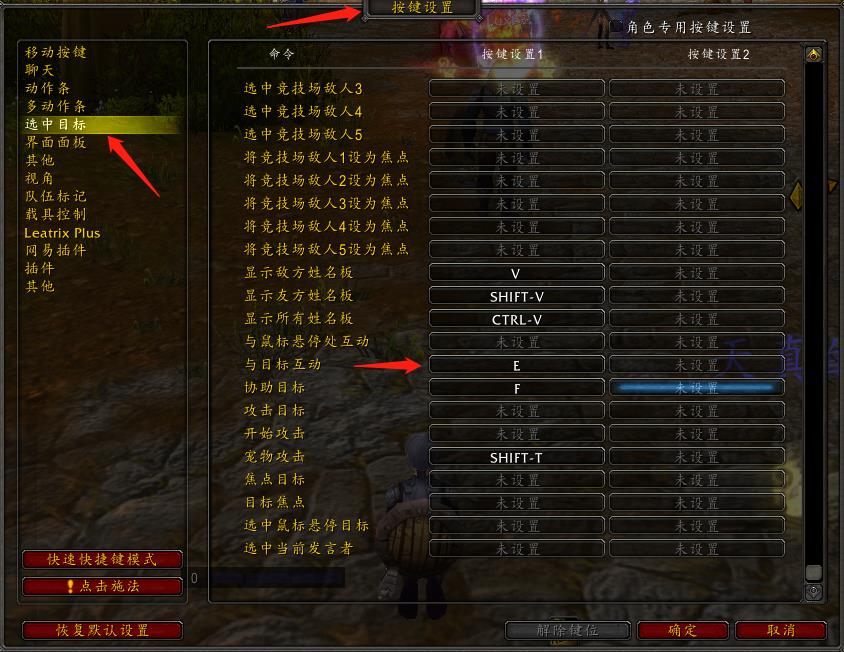 按键设置
角色专用按键设置
移动按键
聊天
动作条
多动作条
选中目标
界面面板
其他
视角
队伍标记
载具控制
Leatrix Plus
网易插件
插件
其他
命令 按键设置1 按键设置2
选中竞技场敌人3 未设置 未设置
选中竞技场敌人4 未设置 未设置
选中竞技场敌人5 未设置 未设置
将竞技场敌人1设为焦点 未设置 未设置
将竞技场敌人2设为焦点 未设置 未设置
将竞技场敌人3设为焦点 未设置 未设置
将竞技场敌人4设为焦点 未设置 未设置
将竞技场敌人5设为焦点 未设置 未设置
显示敌方姓名板 V 未设置
显示友方姓名板 SHIFT-V 未设置
显示所有姓名板 CTRL-V 未设置
与鼠标悬停处互动 未设置 未设置
与目标互动 E 未设置
协助目标 F 未设置
攻击目标 未设置 未设置
开始攻击 未设置 未设置
宠物攻击 SHIFT-T 未设置
焦点目标 未设置 未设置
目标焦点 未设置 未设置
选中鼠标悬停目标 未设置 未设置
选中当前发言者 未设置 未设置
快速快捷键模式
点击施法
0
恢复默认设置
解除键位 确定 取消